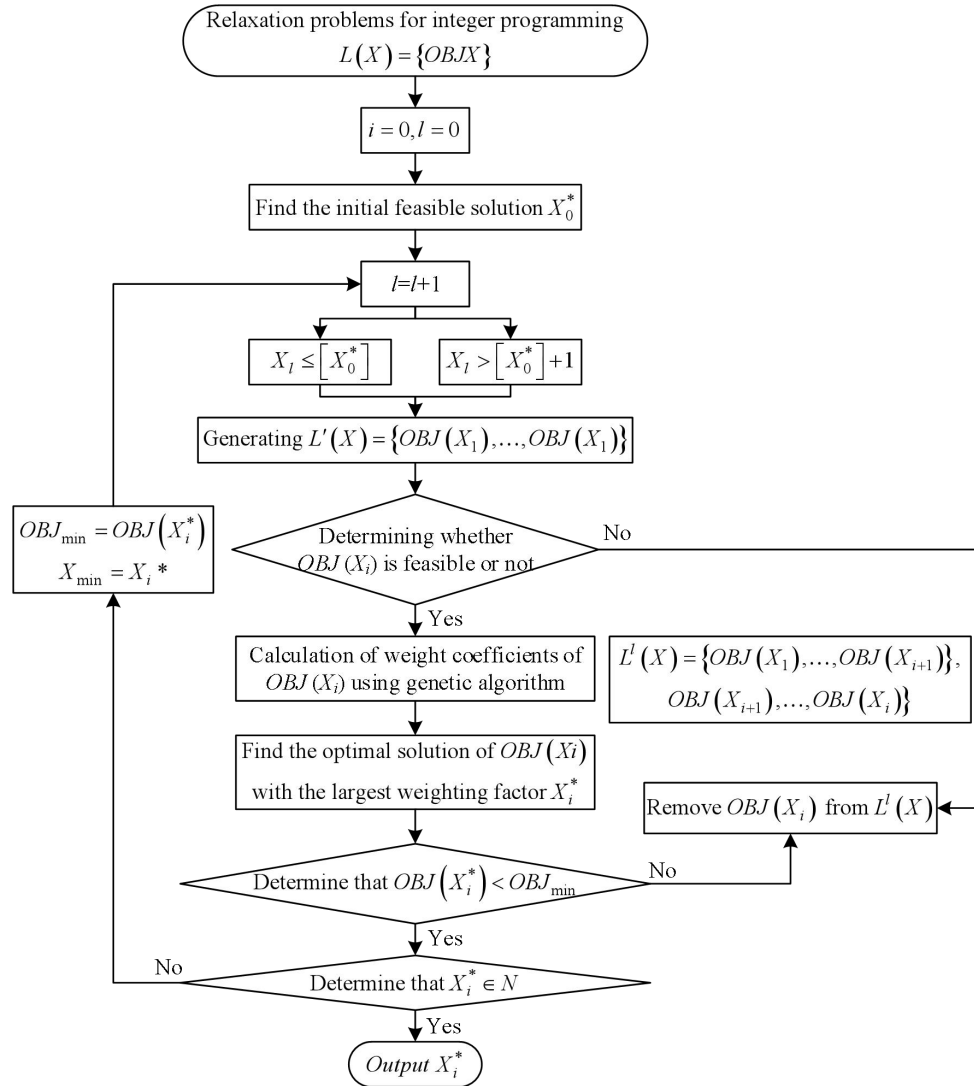 Relaxation problems for integer programming
L(X) = {OBJX}
i = 0, l = 0
Find the initial feasible solution X₀*
l=l+1
X_l ≤ [X₀*]
X_l > [X₀*] +1
Generating L′(X) = {OBJ(X₁),…,OBJ(X₁)}
Determining whether
OBJ(X_i) is feasible or not
No
Yes
OBJ_min = OBJ(X_i*)
X_min = X_i *
Calculation of weight coefficients of
OBJ(X_i) using genetic algorithm
L^l(X) = {OBJ(X₁),…,OBJ(X_{i+1})},
OBJ(X_{i+1}),…,OBJ(X_i)}
Find the optimal solution of OBJ(Xi)
with the largest weighting factor X_i*
Remove OBJ(X_i) from L^l(X)
Determine that OBJ(X_i*) < OBJ_min
No
Yes
No
Determine that X_i* ∈ N
Yes
Output X_i*